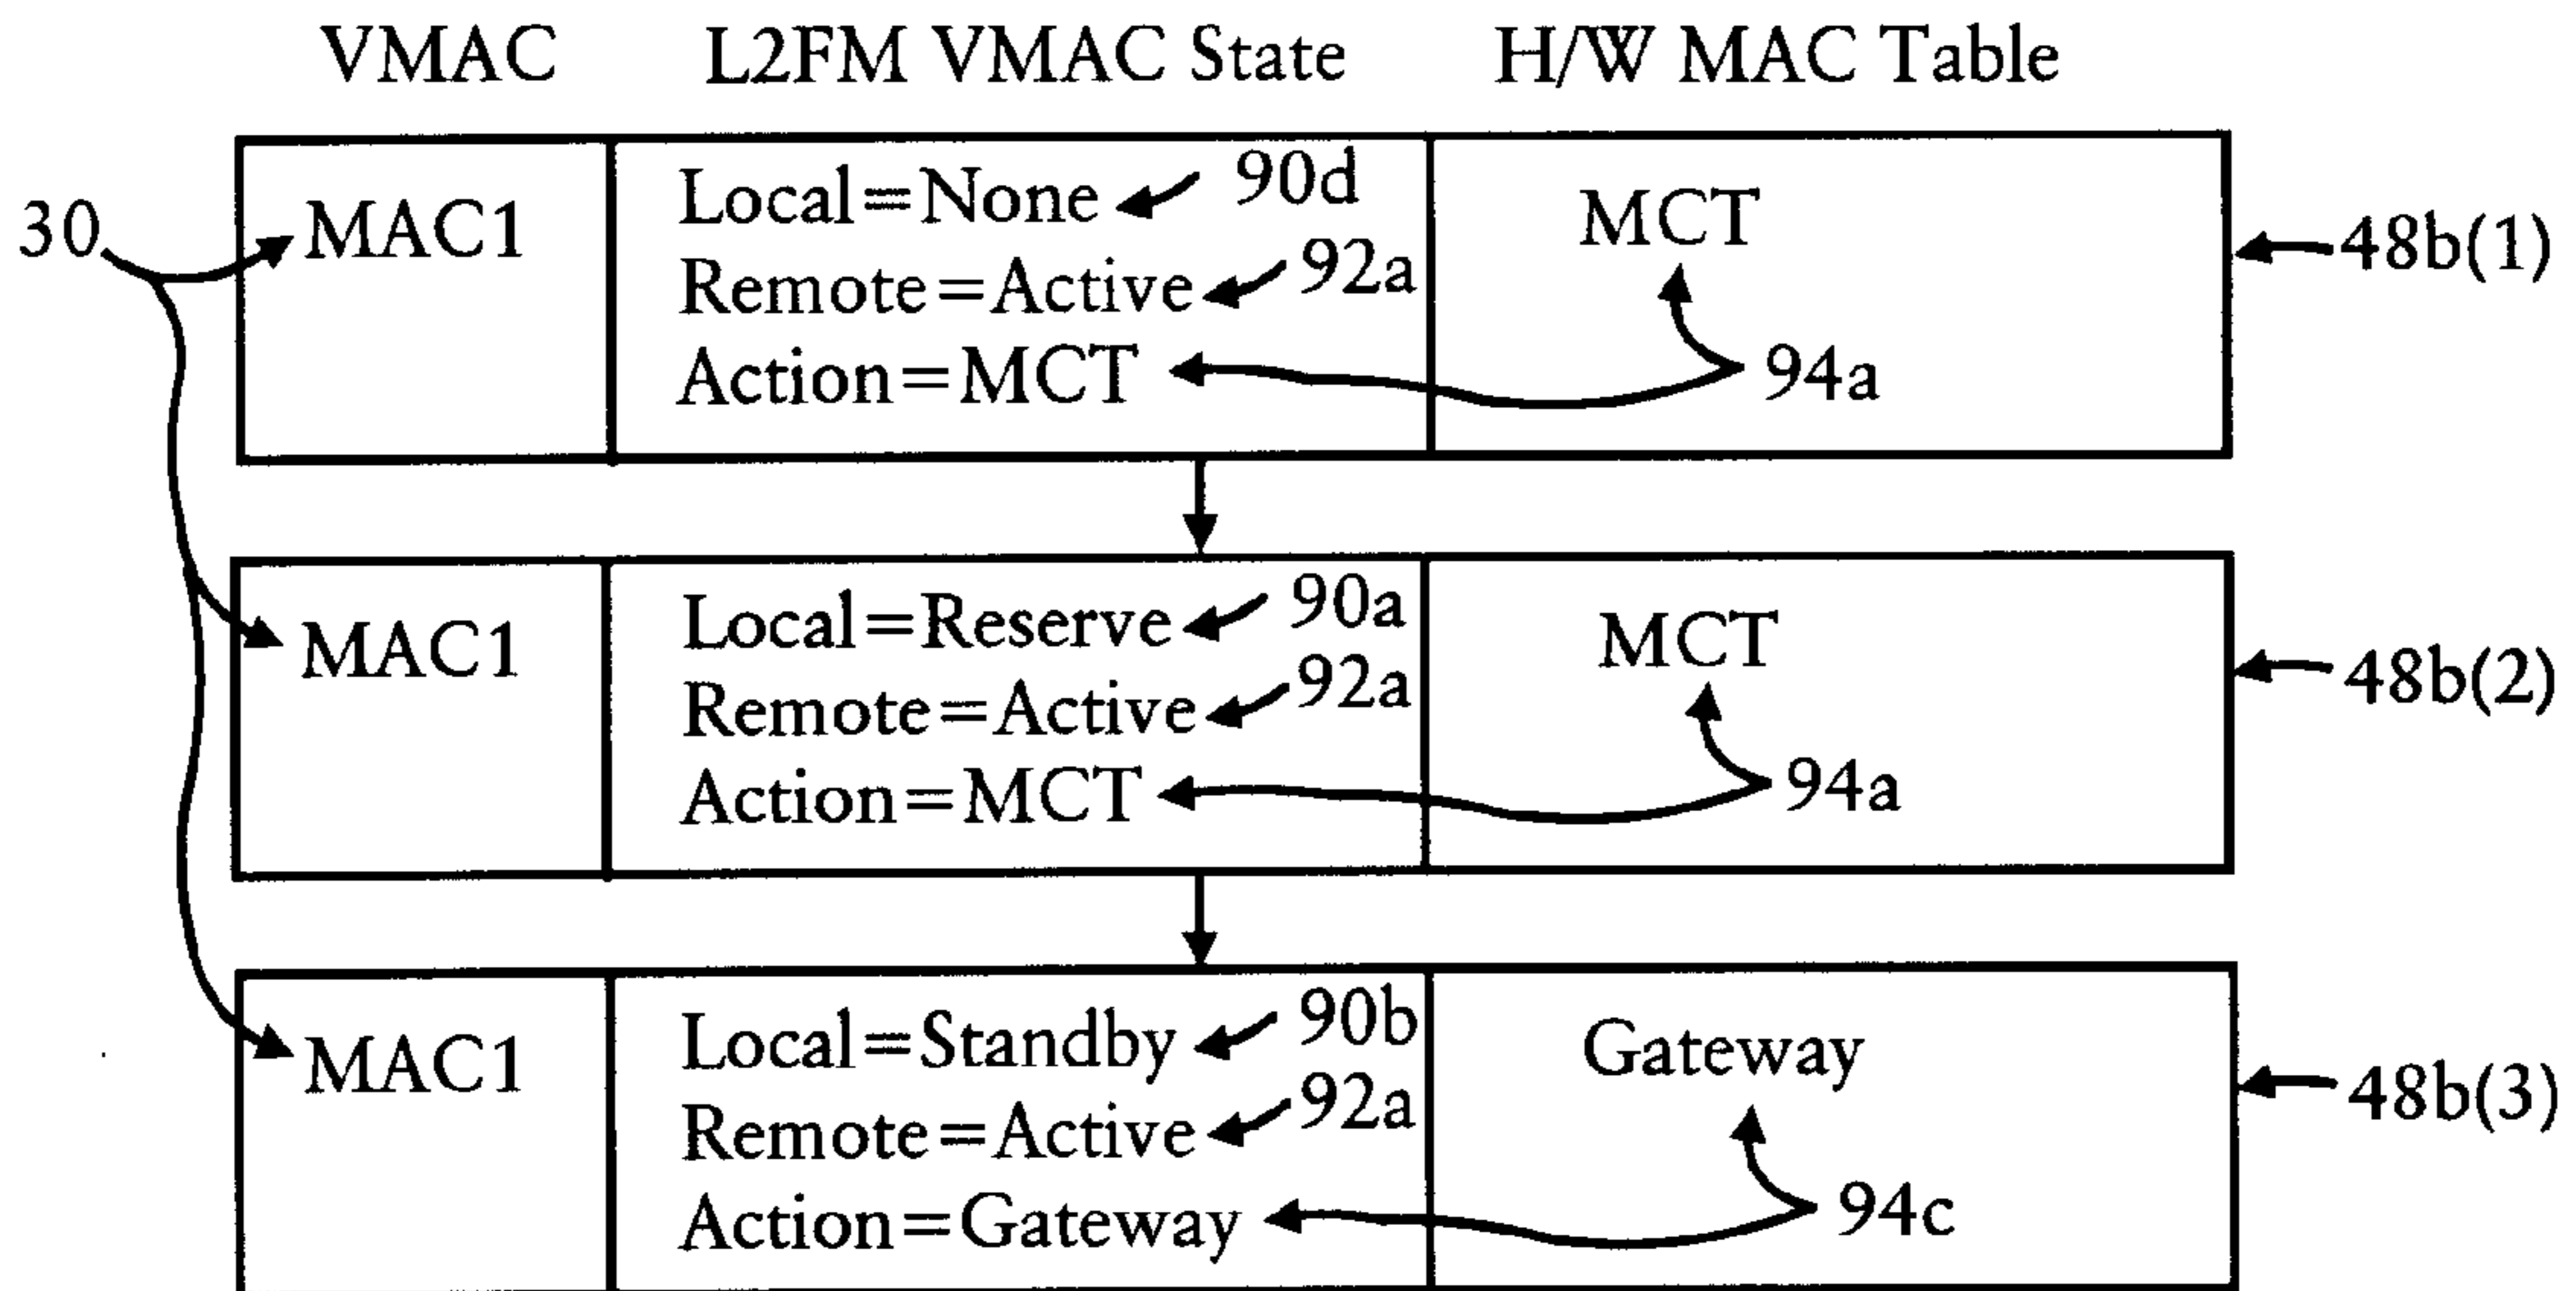 VMAC L2FM VMAC State H/W MAC Table
Local=None 90d
30 MAC1 MCT 48b(1)
Remote=Active 92a
Action=MCT 94a
Local=Reserve 90a
MAC1 MCT 48b(2)
Remote=Active 92a
Action=MCT 94a
Local=Standby 90b
MAC1 Gateway 48b(3)
Remote=Active 92a
Action=Gateway 94c